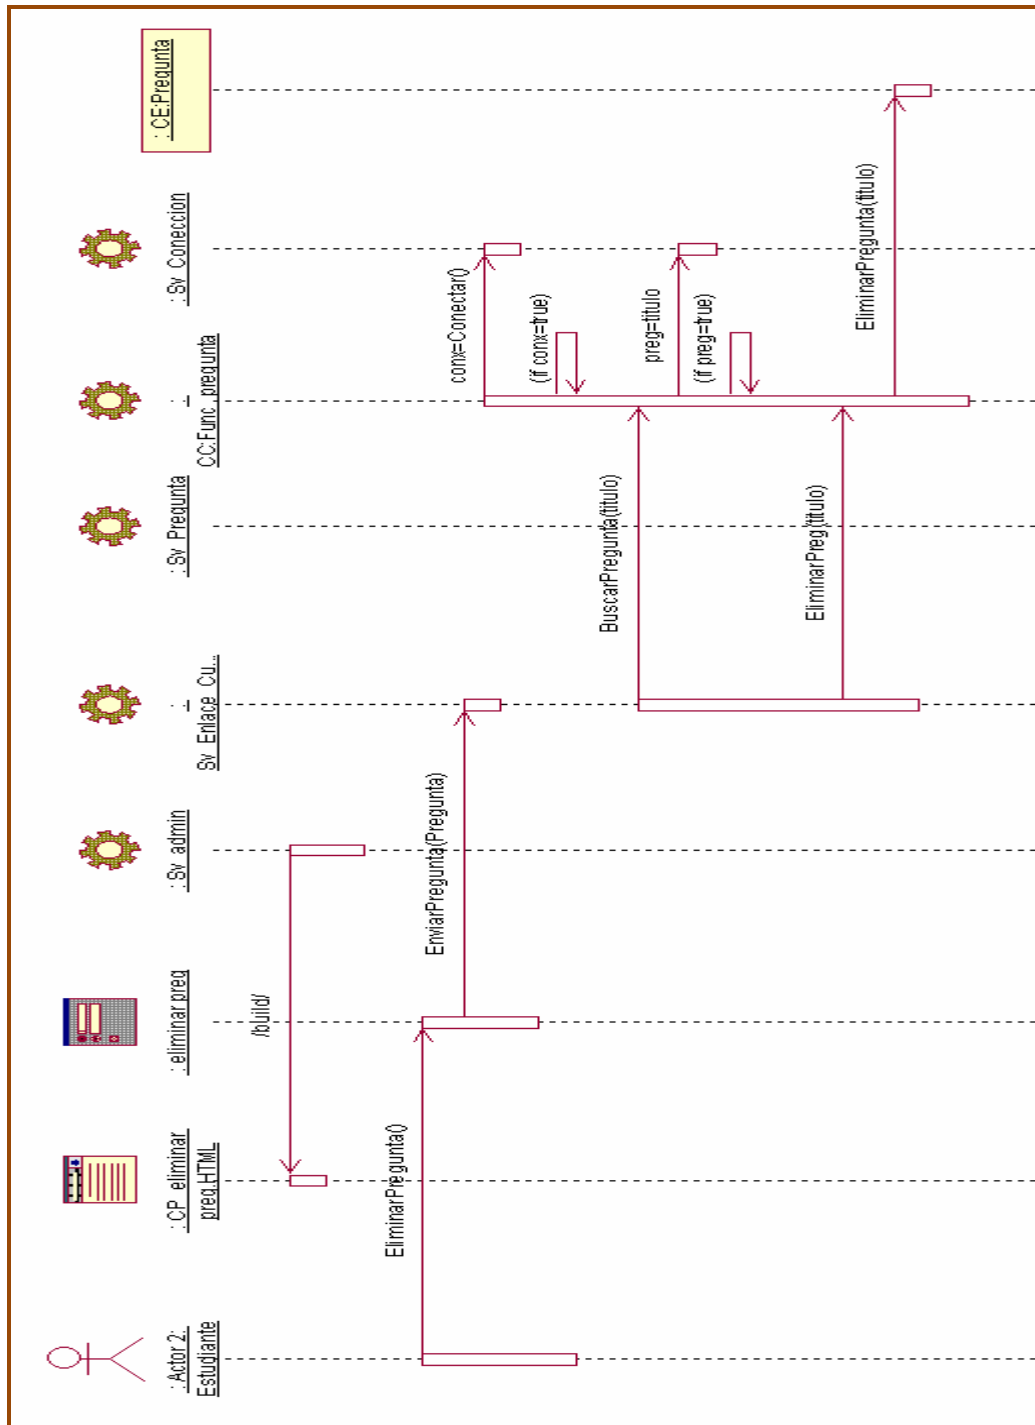 : Actor 2:
Estudiante
: CP_eliminar
preg.HTML
: eliminar preg
: Sv_admin
:
Sv_Enlace_Cu...
: Sv_Pregunta
:
CC:Func_pregunta
: Sv_Coneccion
: CE:Pregunta
/build/
EliminarPregunta()
EnviarPregunta(Pregunta)
conx=Conectar()
(if conx=true)
BuscarPregunta(titulo)
preg=titulo
(if preg=true)
EliminarPreg(titulo)
EliminarPregunta(titulo)